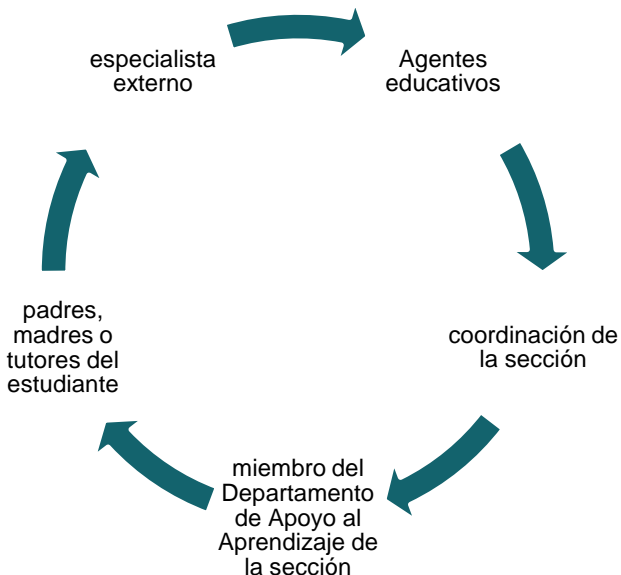 especialista
externo
Agentes
educativos
coordinación de
la sección
miembro del
Departamento
de Apoyo al
Aprendizaje de
la sección
padres,
madres o
tutores del
estudiante